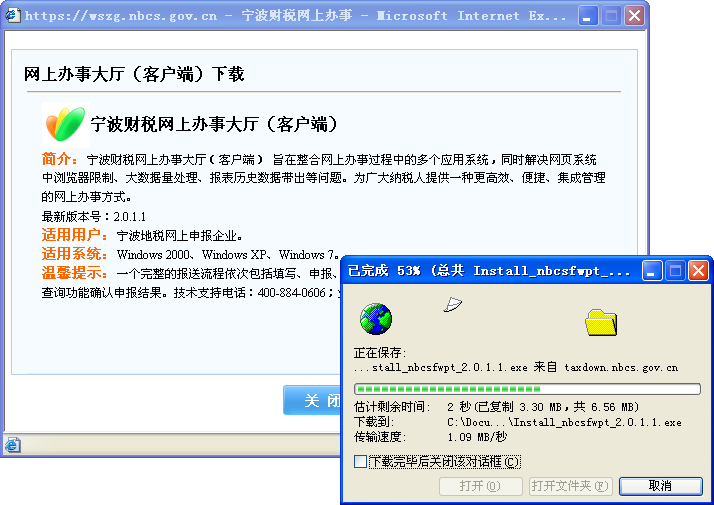 https://wszg.nbcs.gov.cn - 宁波财税网上办事 - Microsoft Internet Ex...
网上办事大厅（客户端）下载
宁波财税网上办事大厅（客户端）
简介：宁波财税网上办事大厅（客户端） 旨在整合网上办事过程中的多个应用系统，同时解决网页系统
中浏览器限制、大数据量处理、报表历史数据带出等问题。为广大纳税人提供一种更高效、便捷、集成管理
的网上办事方式。
最新版本号：2.0.1.1
适用用户：宁波地税网上申报企业。
适用系统：Windows 2000、Windows XP、Windows 7。
温馨提示：一个完整的报送流程依次包括填写、申报、
查询功能确认申报结果。技术支持电话：400-884-0606；
关 闭
已完成 53% (总共 Install_nbcsfwpt_...
正在保存:
...stall_nbcsfwpt_2.0.1.1.exe 来自 taxdown.nbcs.gov.cn
估计剩余时间: 2 秒(已复制 3.30 MB，共 6.56 MB)
下载到: C:\Docu...\Install_nbcsfwpt_2.0.1.1.exe
传输速度: 1.09 MB/秒
下载完毕后关闭该对话框(C)
打开(O) 打开文件夹(F) 取消